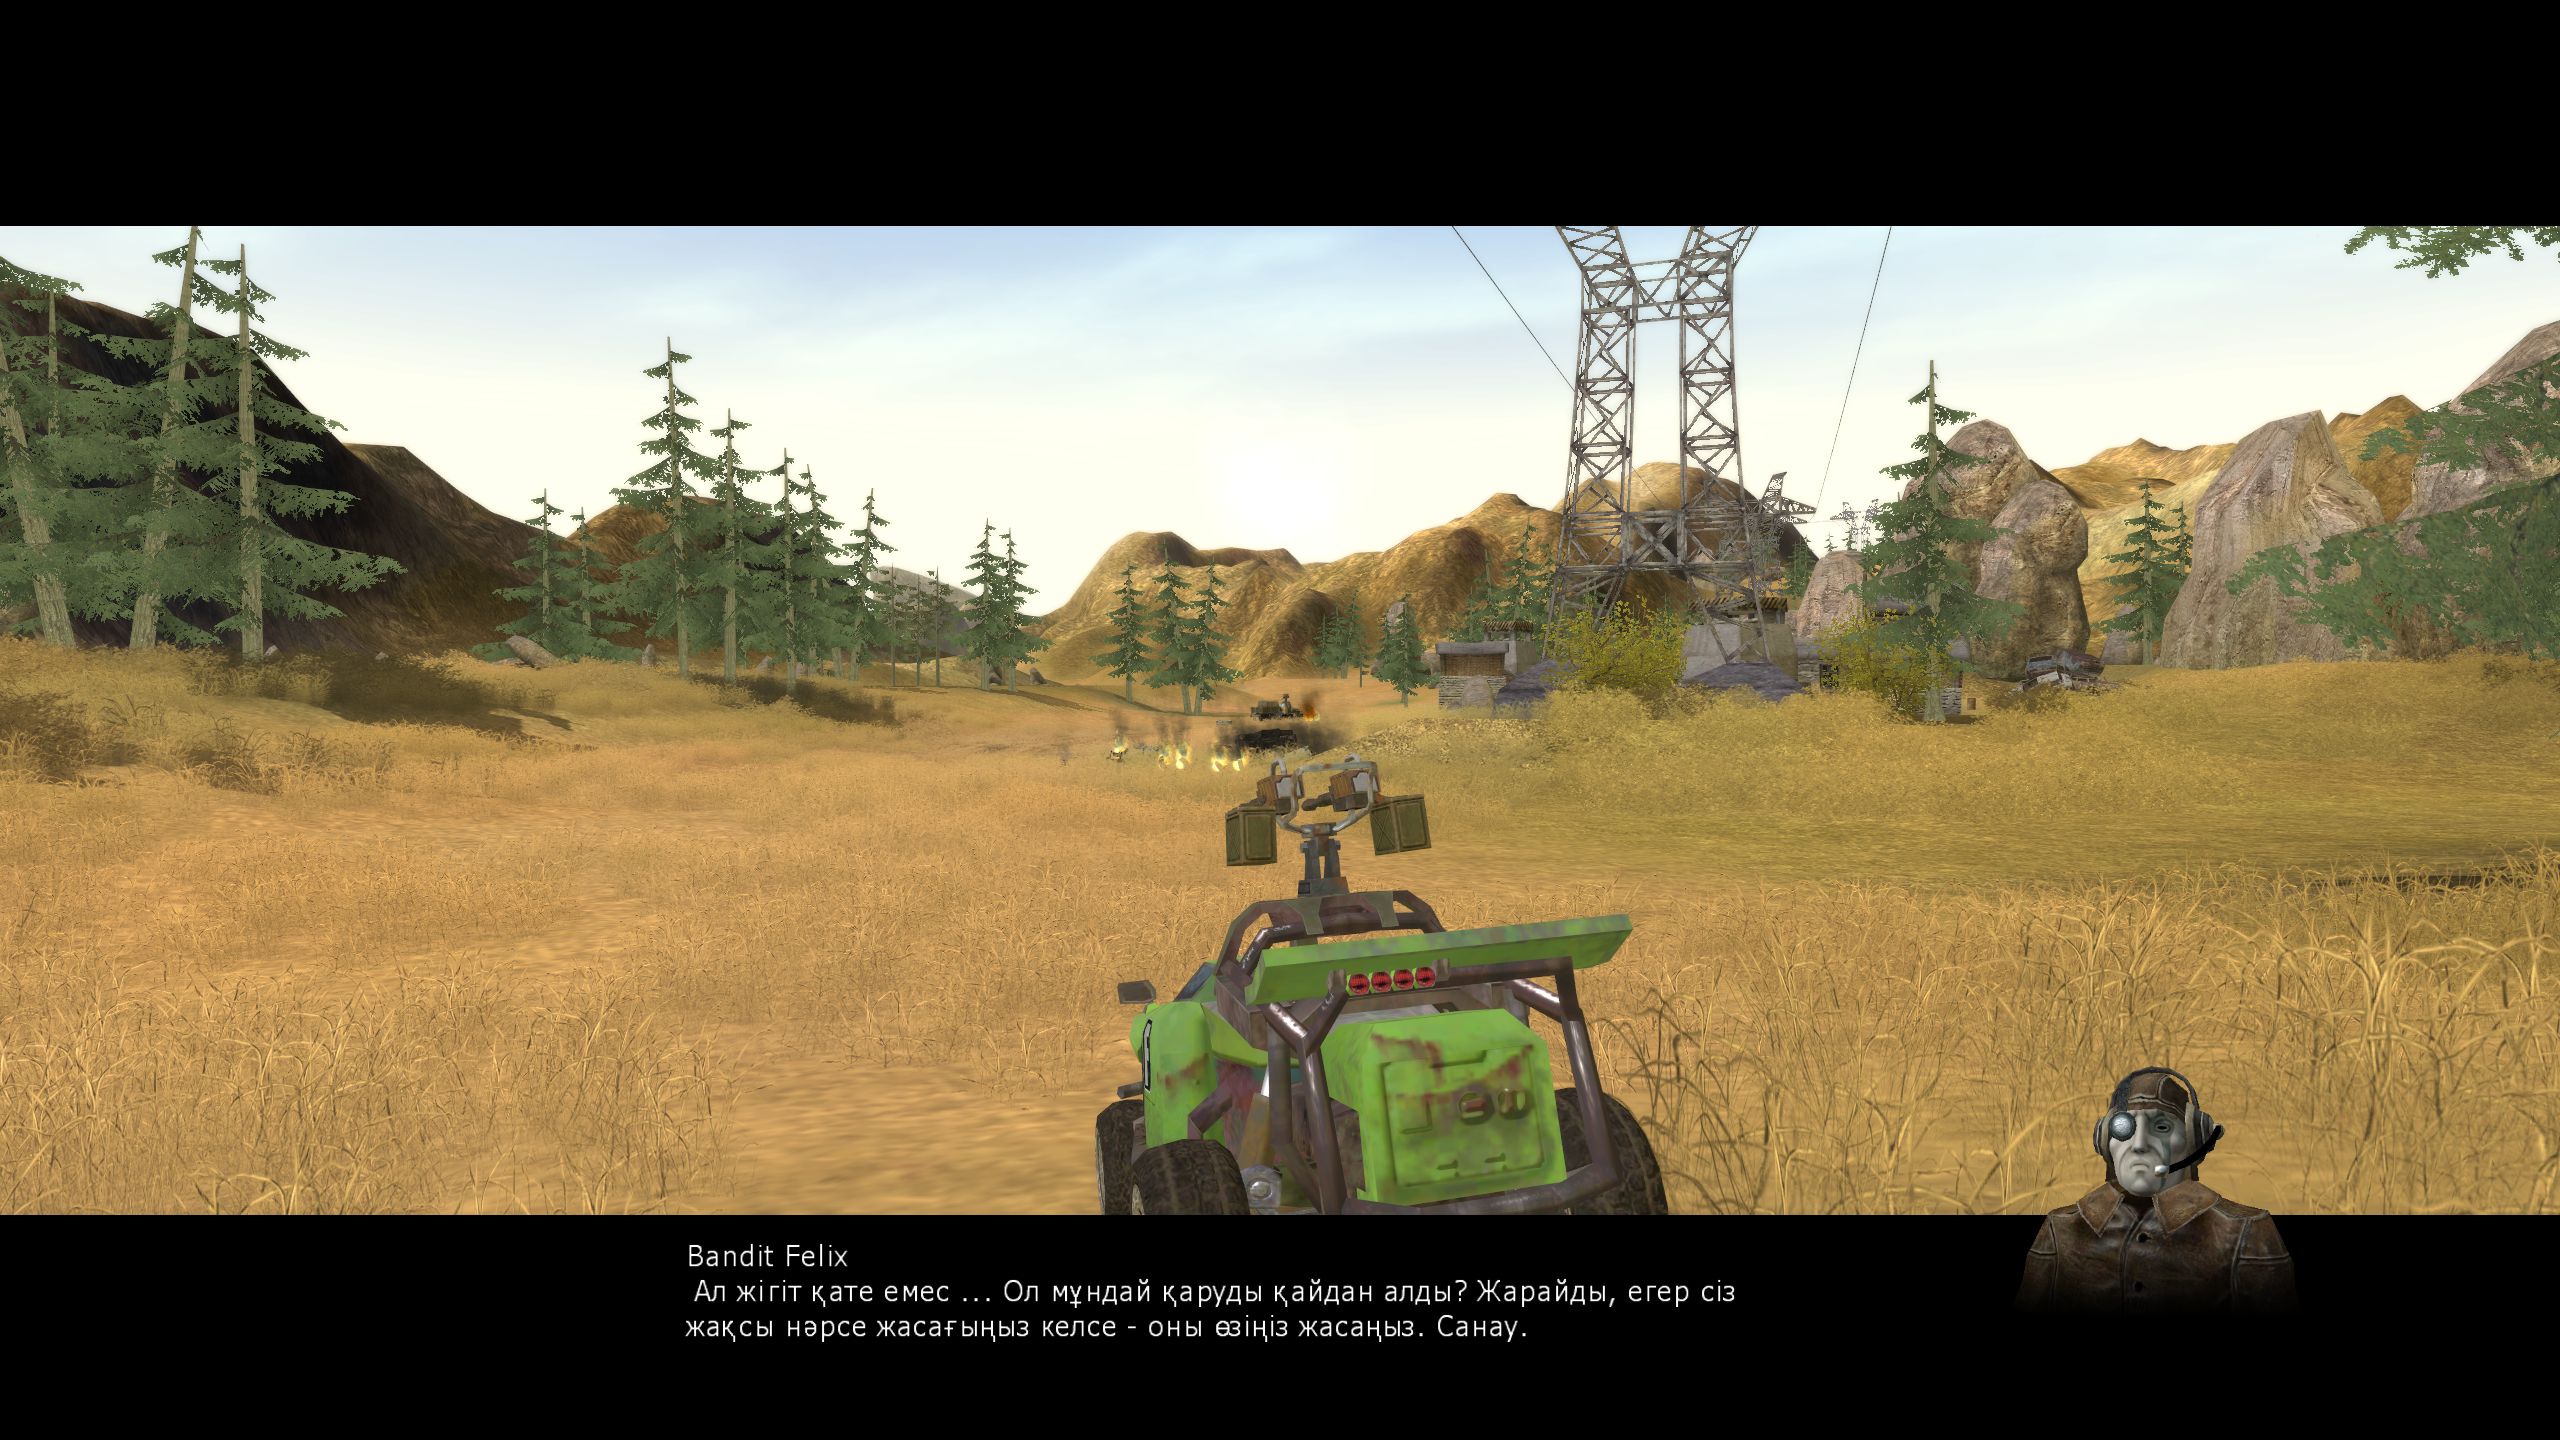 Bandit Felix
Ал жігіт қате емес ... Ол мұндай қаруды қайдан алды? Жарайды, егер сіз
жақсы нәрсе жасағыңыз келсе - оны өзіңіз жасаңыз. Санау.